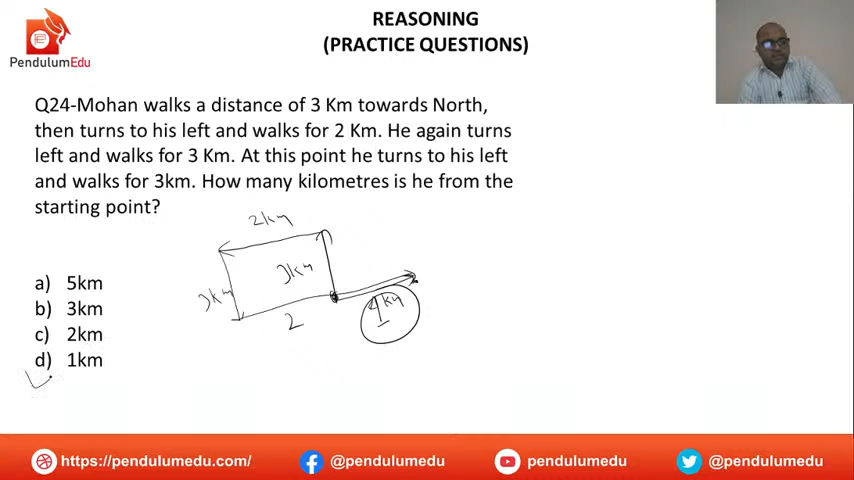 REASONING
(PRACTICE QUESTIONS)
PendulumEdu
Q24-Mohan walks a distance of 3 Km towards North,
then turns to his left and walks for 2 Km. He again turns
left and walks for 3 Km. At this point he turns to his left
and walks for 3km. How many kilometres is he from the
starting point?
2km
3km
3km
2
1km
a) 5km
b) 3km
c) 2km
d) 1km
https://pendulumedu.com/
@pendulumedu
pendulumedu
@pendulumedu